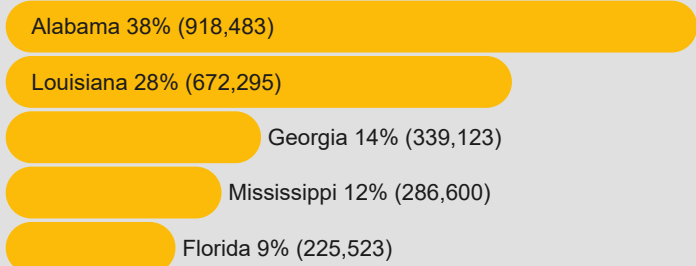 Alabama 38% (918,483)
Louisiana 28% (672,295)
Georgia 14% (339,123)
Mississippi 12% (286,600)
Florida 9% (225,523)